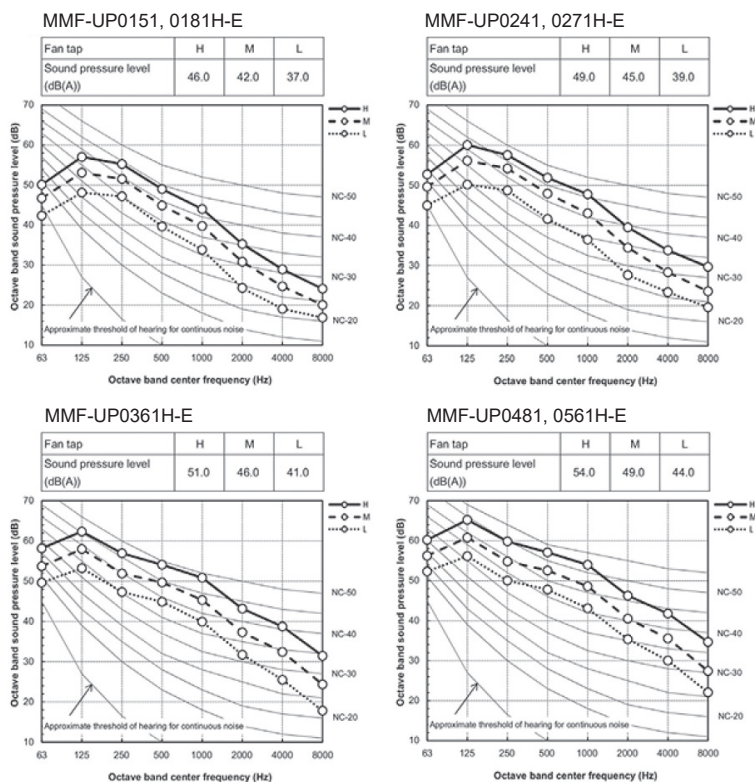 MMF-UP0151, 0181H-E
Fan tap H M L
Sound pressure level
(dB(A)) 46.0 42.0 37.0
Octave band sound pressure level (dB)
70
60
50
40
30
20
10
H
M
L
NC-50
NC-40
NC-30
NC-20
Approximate threshold of hearing for continuous noise
63 125 250 500 1000 2000 4000 8000
Octave band center frequency (Hz)
MMF-UP0241, 0271H-E
Fan tap H M L
Sound pressure level
(dB(A)) 49.0 45.0 39.0
Octave band sound pressure level (dB)
70
60
50
40
30
20
10
H
M
L
NC-50
NC-40
NC-30
NC-20
Approximate threshold of hearing for continuous noise
63 125 250 500 1000 2000 4000 8000
Octave band center frequency (Hz)
MMF-UP0361H-E
Fan tap H M L
Sound pressure level
(dB(A)) 51.0 46.0 41.0
Octave band sound pressure level (dB)
70
60
50
40
30
20
10
H
M
L
NC-50
NC-40
NC-30
NC-20
Approximate threshold of hearing for continuous noise
63 125 250 500 1000 2000 4000 8000
Octave band center frequency (Hz)
MMF-UP0481, 0561H-E
Fan tap H M L
Sound pressure level
(dB(A)) 54.0 49.0 44.0
Octave band sound pressure level (dB)
70
60
50
40
30
20
10
H
M
L
NC-50
NC-40
NC-30
NC-20
Approximate threshold of hearing for continuous noise
63 125 250 500 1000 2000 4000 8000
Octave band center frequency (Hz)